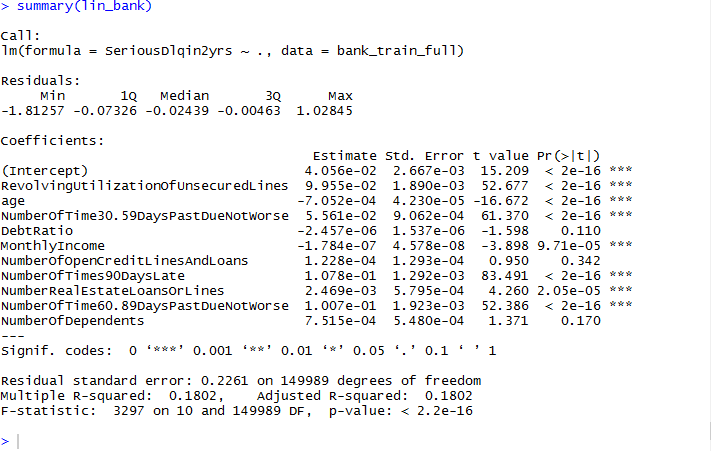 > summary(lin_bank)
Call:
lm(formula = SeriousDlqin2yrs ~ ., data = bank_train_full)
Residuals:
Min 1Q Median 3Q Max
-1.81257 -0.07326 -0.02439 -0.00463 1.02845
Coefficients:
Estimate Std. Error t value Pr(>|t|)
(Intercept) 4.056e-02 2.667e-03 15.209 < 2e-16 ***
RevolvingUtilizationOfUnsecuredLines 9.955e-02 1.890e-03 52.677 < 2e-16 ***
age -7.052e-04 4.230e-05 -16.672 < 2e-16 ***
NumberOfTime30.59DaysPastDueNotWorse 5.561e-02 9.062e-04 61.370 < 2e-16 ***
DebtRatio -2.457e-06 1.537e-06 -1.598 0.110
MonthlyIncome -1.784e-07 4.578e-08 -3.898 9.71e-05 ***
NumberOfOpenCreditLinesAndLoans 1.228e-04 1.293e-04 0.950 0.342
NumberOfTimes90DaysLate 1.078e-01 1.292e-03 83.491 < 2e-16 ***
NumberRealEstateLoansOrLines 2.469e-03 5.795e-04 4.260 2.05e-05 ***
NumberOfTime60.89DaysPastDueNotWorse 1.007e-01 1.923e-03 52.386 < 2e-16 ***
NumberOfDependents 7.515e-04 5.480e-04 1.371 0.170
---
Signif. codes: 0 ‘***’ 0.001 ‘**’ 0.01 ‘*’ 0.05 ‘.’ 0.1 ‘ ’ 1
Residual standard error: 0.2261 on 149989 degrees of freedom
Multiple R-squared: 0.1802, Adjusted R-squared: 0.1802
F-statistic: 3297 on 10 and 149989 DF, p-value: < 2.2e-16
>